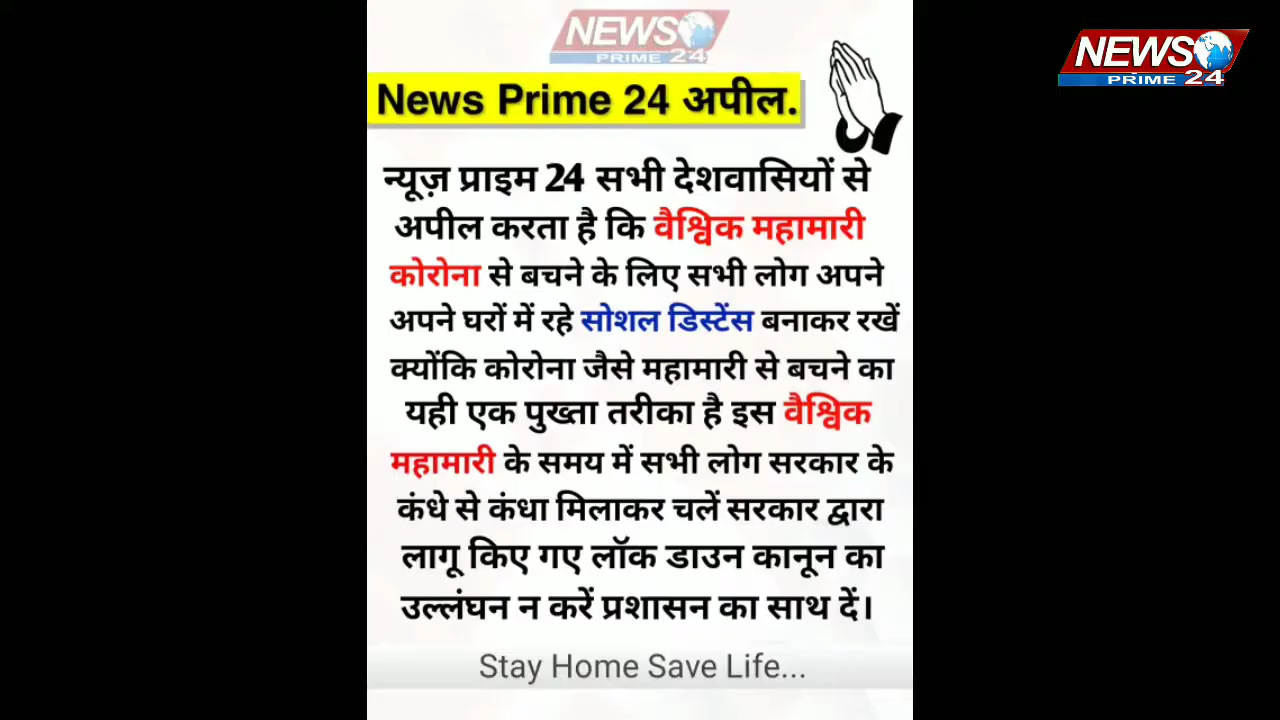 NEWS
PRIME 24
NEWS
PRIME 24
News Prime 24 अपील.
न्यूज़ प्राइम 24 सभी देशवासियों से
अपील करता है कि वैश्विक महामारी
कोरोना से बचने के लिए सभी लोग अपने
अपने घरों में रहे सोशल डिस्टेंस बनाकर रखें
क्योंकि कोरोना जैसे महामारी से बचने का
यही एक पुख्ता तरीका है इस वैश्विक
महामारी के समय में सभी लोग सरकार के
कंधे से कंधा मिलाकर चलें सरकार द्वारा
लागू किए गए लॉक डाउन कानून का
उल्लंघन न करें प्रशासन का साथ दें।
Stay Home Save Life...